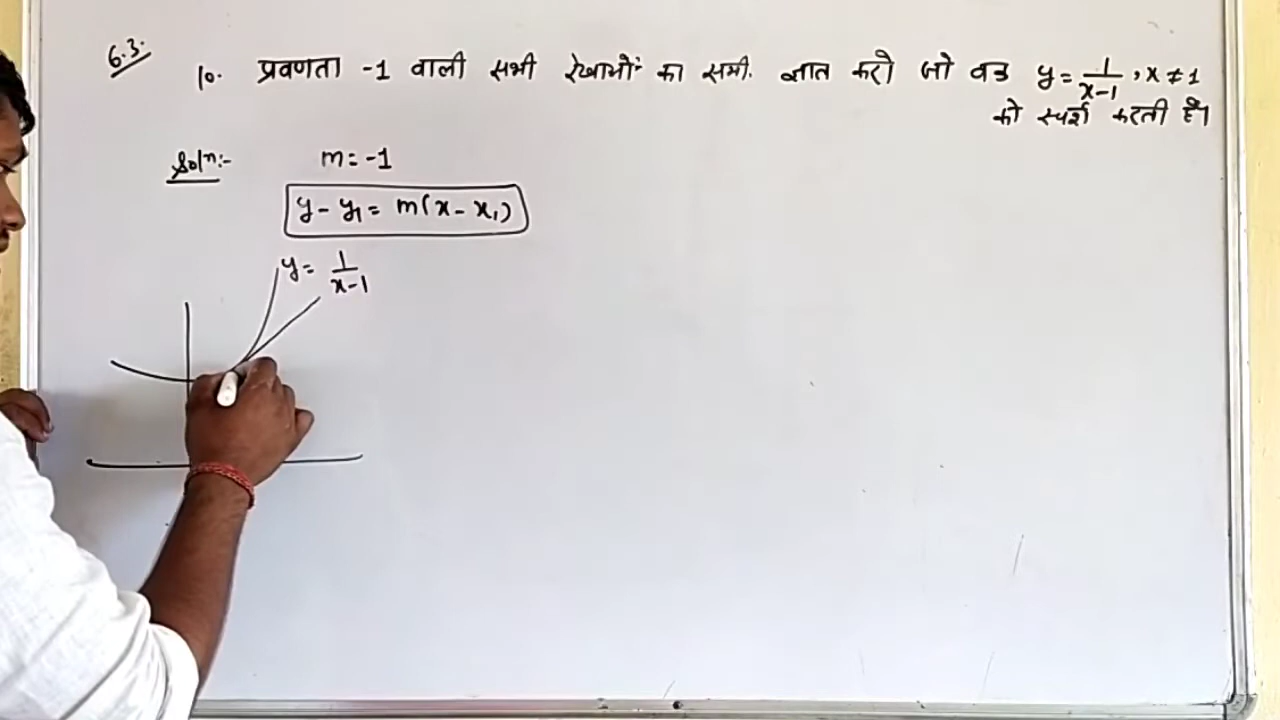 6.3.
10. प्रवणता -1 वाली सभी रेखाओं का समी. ज्ञात करो जो वक्र y = 1/(x-1) , x ≠ 1
को स्पर्श करती है।
Solⁿ:- m = -1
y - y₁ = m(x - x₁)
y = 1/(x-1)